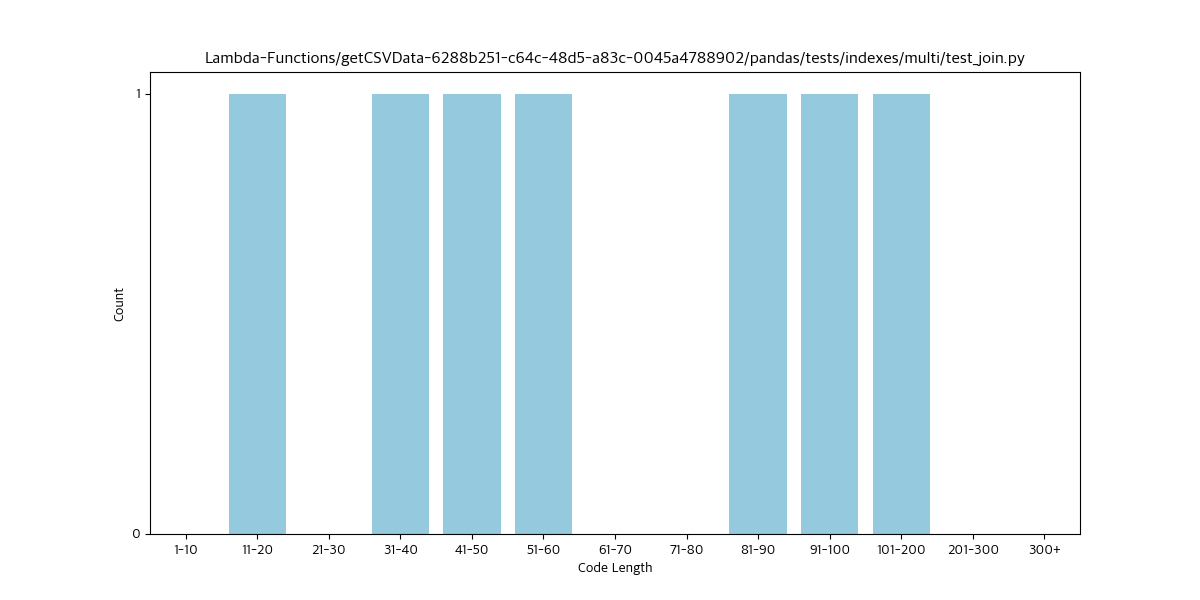 Lambda-Functions/getCSVData-6288b251-c64c-48d5-a83c-0045a4788902/pandas/tests/indexes/multi/test_join.py
1
Count
0
1-10 11-20 21-30 31-40 41-50 51-60 61-70 71-80 81-90 91-100 101-200 201-300 300+
Code Length